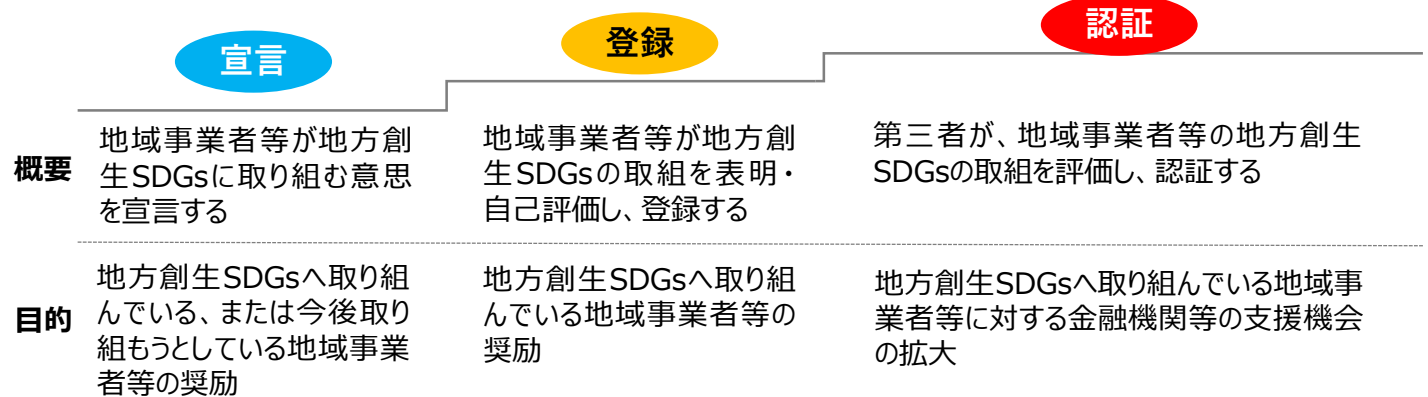 宣言
登録
認証
概要
地域事業者等が地方創
生SDGsに取り組む意思
を宣言する
地域事業者等が地方創
生SDGsの取組を表明・
自己評価し、登録する
第三者が、地域事業者等の地方創生
SDGsの取組を評価し、認証する
目的
地方創生SDGsへ取り組
んでいる、または今後取り
組もうとしている地域事業
者等の奨励
地方創生SDGsへ取り組
んでいる地域事業者等の
奨励
地方創生SDGsへ取り組んでいる地域事
業者等に対する金融機関等の支援機会
の拡大